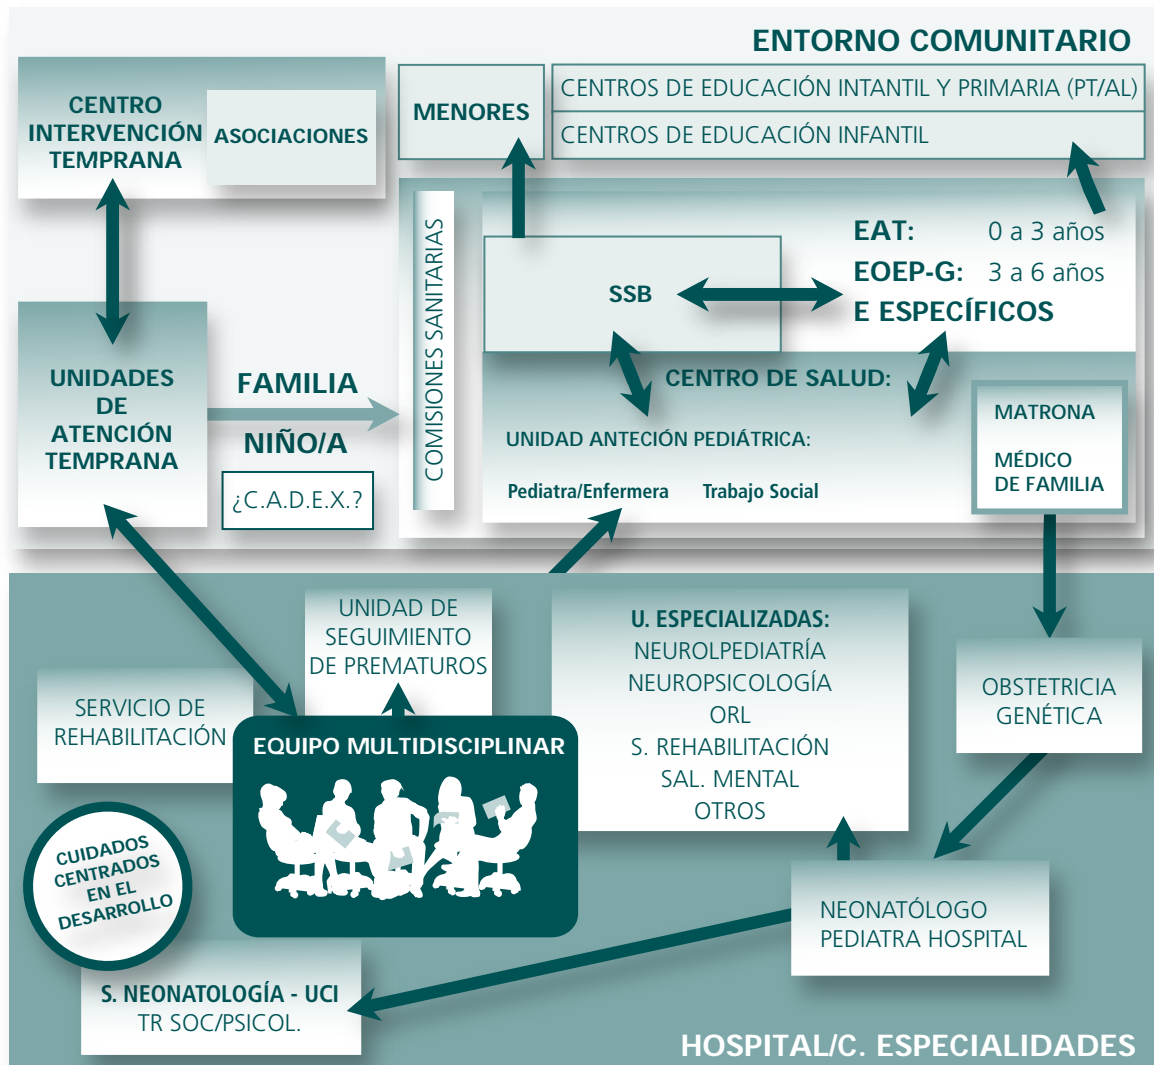 ENTORNO COMUNITARIO
CENTRO
INTERVENCIÓN
TEMPRANA
ASOCIACIONES
MENORES
CENTROS DE EDUCACIÓN INTANTIL Y PRIMARIA (PT/AL)
CENTROS DE EDUCACIÓN INFANTIL
COMISIONES SANITARIAS
SSB
EAT: 0 a 3 años
EOEP-G: 3 a 6 años
E ESPECÍFICOS
UNIDADES
DE
ATENCIÓN
TEMPRANA
FAMILIA
NIÑO/A
¿C.A.D.E.X.?
CENTRO DE SALUD:
UNIDAD ANTECIÓN PEDIÁTRICA:
Pediatra/Enfermera Trabajo Social
MATRONA
MÉDICO
DE FAMILIA
UNIDAD DE
SEGUIMIENTO
DE PREMATUROS
SERVICIO DE
REHABILITACIÓN
EQUIPO MULTIDISCIPLINAR
U. ESPECIALIZADAS:
NEUROLPEDIATRÍA
NEUROPSICOLOGÍA
ORL
S. REHABILITACIÓN
SAL. MENTAL
OTROS
OBSTETRICIA
GENÉTICA
CUIDADOS
CENTRADOS
EN EL
DESARROLLO
NEONATÓLOGO
PEDIATRA HOSPITAL
S. NEONATOLOGÍA - UCI
TR SOC/PSICOL.
HOSPITAL/C. ESPECIALIDADES